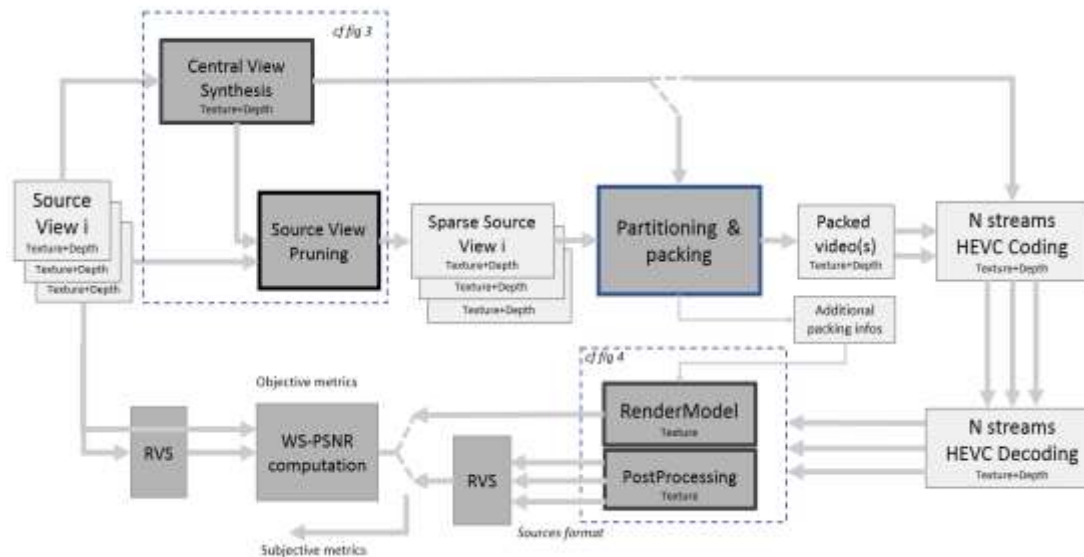 cf fig 3
Central View
Synthesis
Texture+Depth
Source
View i
Texture+Depth
Texture+Depth
Texture+Depth
Source View
Pruning
Sparse Source
View i
Texture+Depth
Texture+Depth
Texture+Depth
Partitioning &
packing
Packed
video(s)
Texture+Depth
N streams
HEVC Coding
Texture+Depth
Additional
packing infos
cf fig 4
Objective metrics
RenderModel
Texture
N streams
HEVC Decoding
Texture+Depth
RVS
WS-PSNR
computation
RVS
PostProcessing
Texture
Sources format
Subjective metrics